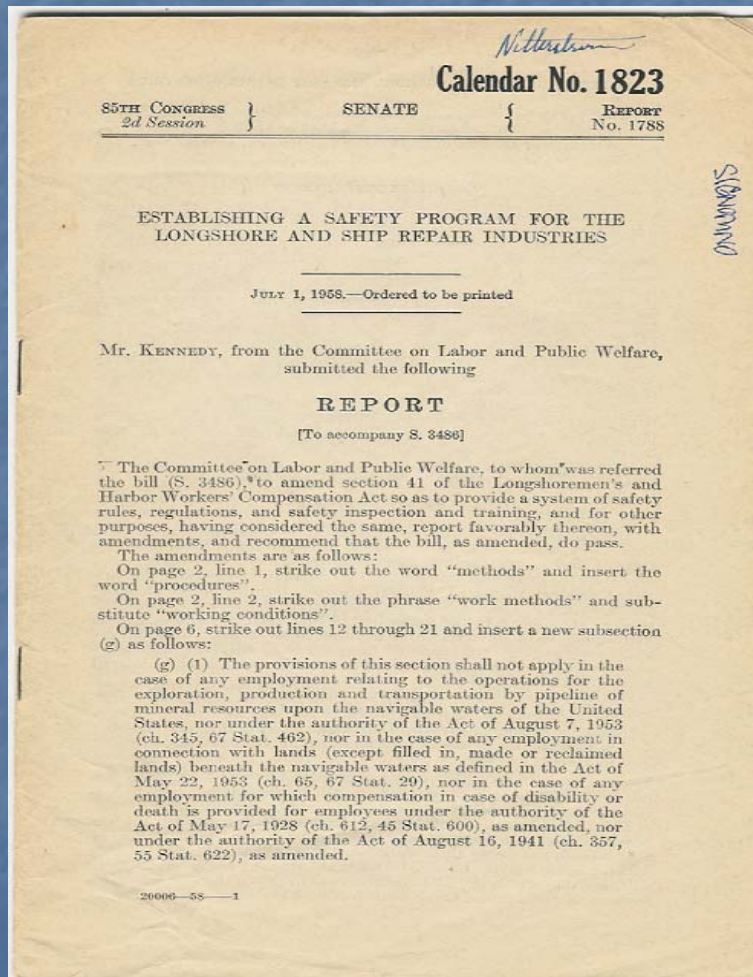 Calendar No. 1823
85TH CONGRESS } SENATE { REPORT
2d Session } { No. 1788
ESTABLISHING A SAFETY PROGRAM FOR THE
LONGSHORE AND SHIP REPAIR INDUSTRIES
JULY 1, 1958.—Ordered to be printed
Mr. KENNEDY, from the Committee on Labor and Public Welfare,
submitted the following
REPORT
[To accompany S. 3486]
The Committee on Labor and Public Welfare, to whom was referred
the bill (S. 3486), to amend section 41 of the Longshoremen's and
Harbor Workers' Compensation Act so as to provide a system of safety
rules, regulations, and safety inspection and training, and for other
purposes, having considered the same, report favorably thereon, with
amendments, and recommend that the bill, as amended, do pass.
The amendments are as follows:
On page 2, line 1, strike out the word "methods" and insert the
word "procedures".
On page 2, line 2, strike out the phrase "work methods" and sub-
stitute "working conditions".
On page 6, strike out lines 12 through 21 and insert a new subsection
(g) as follows:
(g) (1) The provisions of this section shall not apply in the
case of any employment relating to the operations for the
exploration, production and transportation by pipeline of
mineral resources upon the navigable waters of the United
States, nor under the authority of the Act of August 7, 1953
(ch. 345, 67 Stat. 462), nor in the case of any employment in
connection with lands (except filled in, made or reclaimed
lands) beneath the navigable waters as defined in the Act of
May 22, 1953 (ch. 65, 67 Stat. 29), nor in the case of any
employment for which compensation in case of disability or
death is provided for employees under the authority of the
Act of May 17, 1928 (ch. 612, 45 Stat. 600), as amended, nor
under the authority of the Act of August 16, 1941 (ch. 357,
55 Stat. 622), as amended.
20006—58——1